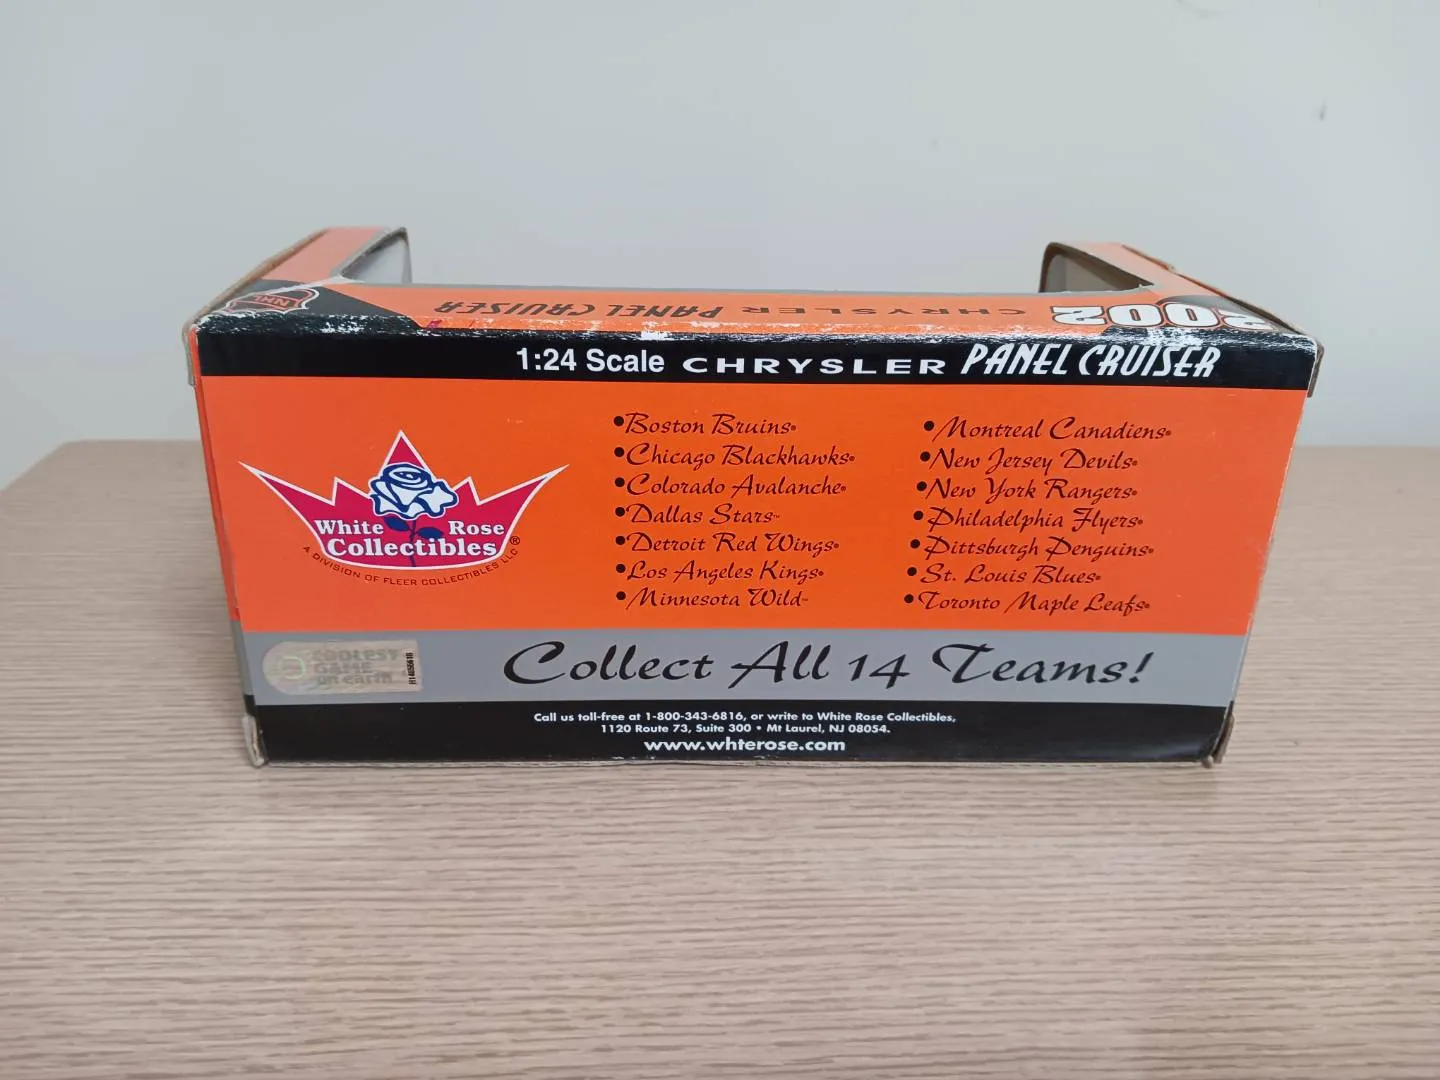 NHL
CHRYSLER PANEL CRUISER
2002
1:24 Scale CHRYSLER PANEL CRUISER
White Rose
Collectibles®
A DIVISION OF FLEER COLLECTIBLES LLC
•Boston Bruins®
•Chicago Blackhawks®
•Colorado Avalanche®
•Dallas Stars™
•Detroit Red Wings®
•Los Angeles Kings®
•Minnesota Wild™
•Montreal Canadiens®
•New Jersey Devils®
•New York Rangers®
•Philadelphia Flyers®
•Pittsburgh Penguins®
•St. Louis Blues®
•Toronto Maple Leafs®
COOLEST
GAME
on earth
Collect All 14 Teams!
Call us toll-free at 1-800-343-6816, or write to White Rose Collectibles,
1120 Route 73, Suite 300 • Mt Laurel, NJ 08054.
www.whterose.com